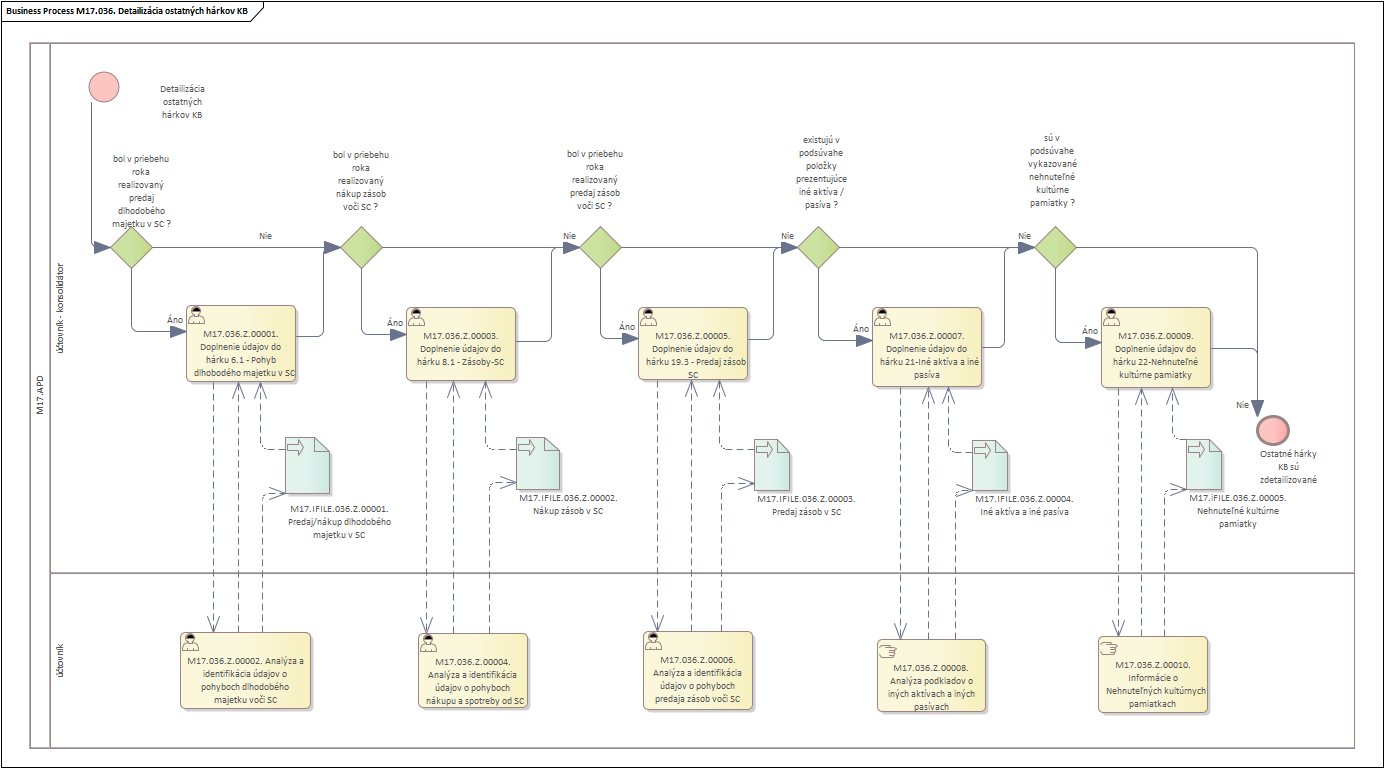 Business Process M17.036. Detailizácia ostatných hárkov KB
M17.APD
účtovník - konsolidátor
účtovník
Detailizácia
ostatných
hárkov KB
bol v priebehu
roka
realizovaný
predaj
dlhodobého
majetku v SC ?
bol v priebehu
roka
realizovaný
nákup zásob
voči SC ?
bol v priebehu
roka
realizovaný
predaj zásob
voči SC ?
existujú v
podsúvahe
položky
prezentujúce
iné aktíva /
pasíva ?
sú v
podsúvahe
vykazované
nehnuteľné
kultúrne
pamiatky ?
Nie
Nie
Nie
Nie
Áno
Áno
Áno
Áno
Áno
M17.036.Z.00001.
Doplnenie údajov do
hárku 6.1 - Pohyb
dlhobodého majetku v SC
M17.036.Z.00003.
Doplnenie údajov do
hárku 8.1 - Zásoby-SC
M17.036.Z.00005.
Doplnenie údajov do
hárku 19.3 - Predaj zásob
SC
M17.036.Z.00007.
Doplnenie údajov do
hárku 21-Iné aktíva a iné
pasíva
M17.036.Z.00009.
Doplnenie údajov do
hárku 22-Nehnuteľné
kultúrne pamiatky
Nie
Ostatné hárky
KB sú
zdetailizované
M17.IFILE.036.Z.00001.
Predaj/nákup dlhodobého
majetku v SC
M17.IFILE.036.Z.00002.
Nákup zásob v SC
M17.IFILE.036.Z.00003.
Predaj zásob v SC
M17.IFILE.036.Z.00004.
Iné aktíva a iné pasíva
M17.IFILE.036.Z.00005.
Nehnuteľné kultúrne
pamiatky
M17.036.Z.00002. Analýza a
identifikácia údajov o
pohyboch dlhodobého
majetku voči SC
M17.036.Z.00004.
Analýza a identifikácia
údajov o pohyboch
nákupu a spotreby od SC
M17.036.Z.00006.
Analýza a identifikácia
údajov o pohyboch
predaja zásob voči SC
M17.036.Z.00008.
Analýza podkladov o
iných aktívach a iných
pasívach
M17.036.Z.00010.
Informácie o
Nehnuteľných kultúrnych
pamiatkach